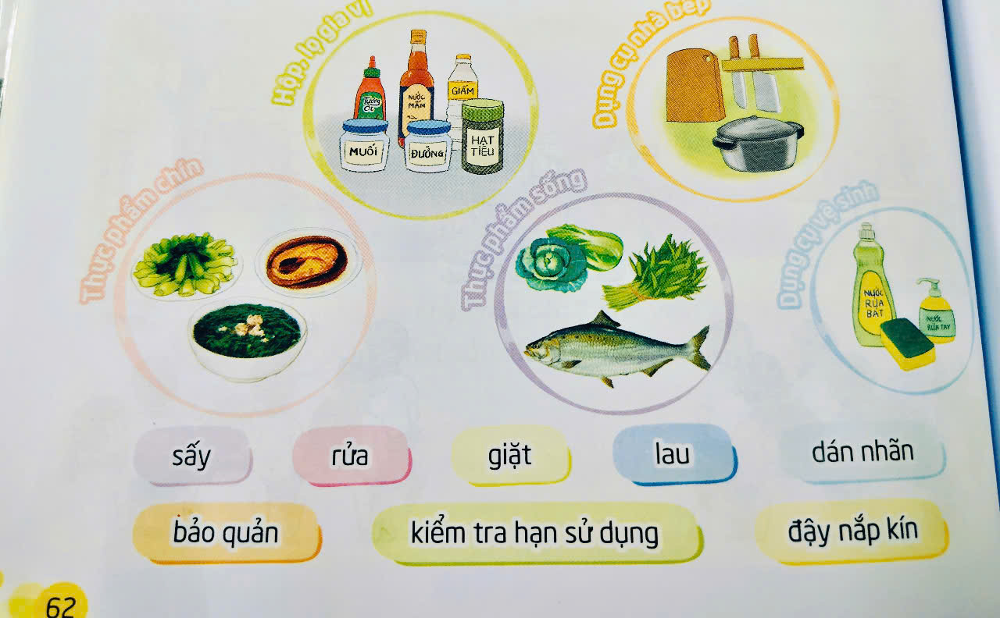 Hộp, lọ gia vị
Tương
Ớt
NƯỚC
MẮM
GIẤM
MUỐI
ĐƯỜNG
HẠT
TIÊU
Dụng cụ nhà bếp
Thực phẩm chín
Thực phẩm sống
Dụng cụ vệ sinh
NƯỚC
RỬA
BÁT
NƯỚC
RỬA TAY
sấy
rửa
giặt
lau
dán nhãn
bảo quản
kiểm tra hạn sử dụng
đậy nắp kín
62